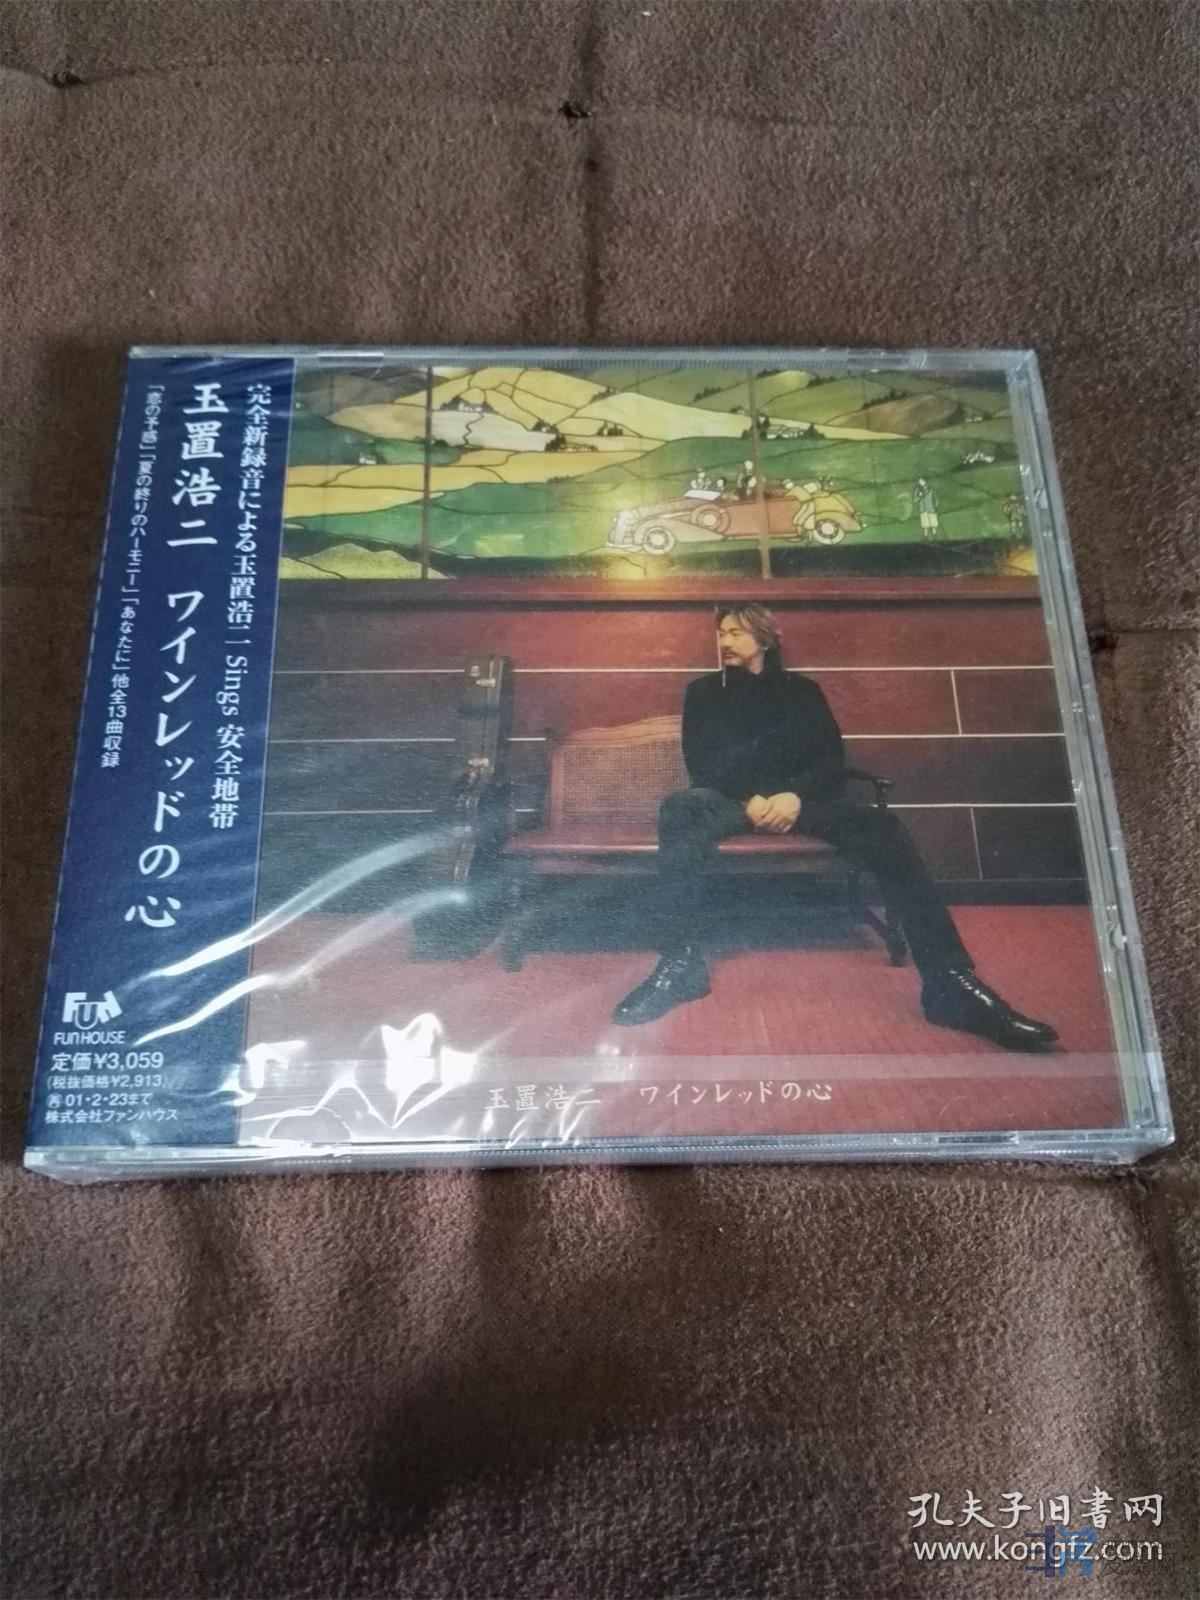 完全新録音による玉置浩二 Sings 安全地帯
玉置浩二 ワインレッドの心
「恋の予感」「夏の終りのハーモニー」「あなたに」他全13曲収録
FUN
FUN HOUSE
定価¥3,059
(税抜価格¥2,913)
再01・2・23まで
株式会社ファンハウス
玉置浩二 ワインレッドの心
孔夫子旧书网
www.kongfz.com